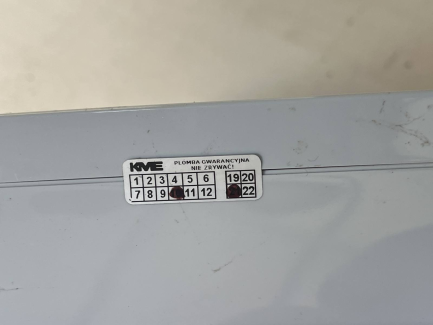 KME PLOMBA GWARANCYJNA
NIE ZRYWAĆ!
1 2 3 4 5 6 19 20
7 8 9 11 12 22